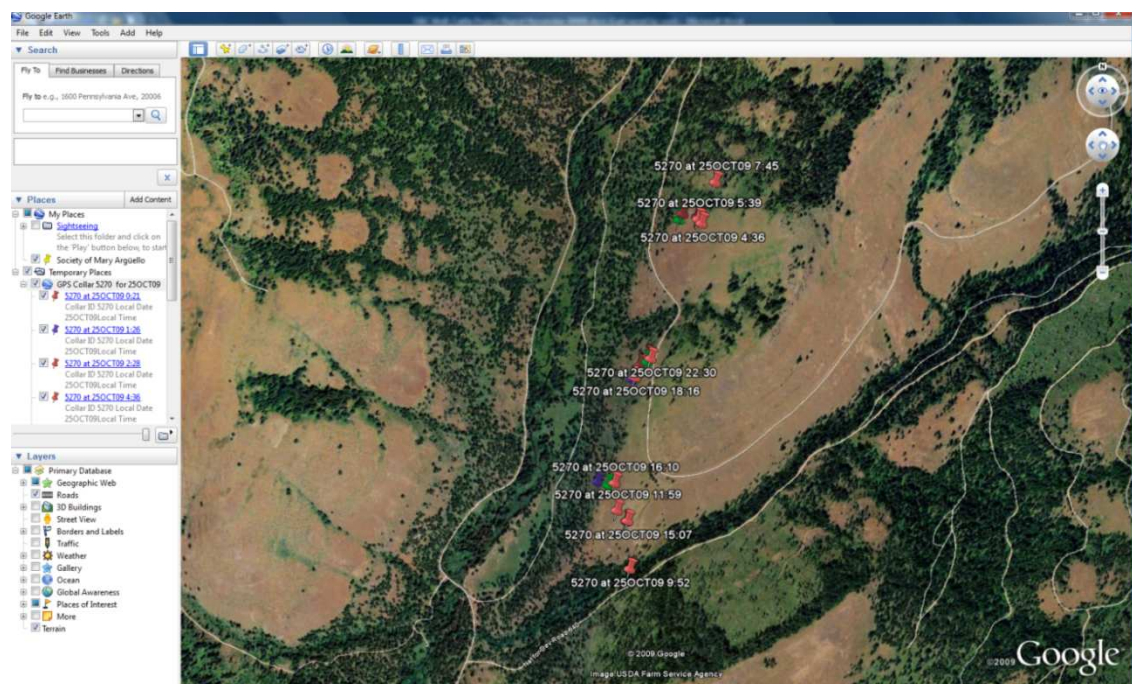 Google Earth
File Edit View Tools Add Help
Search
Fly To Find Businesses Directions
Fly to e.g., 1600 Pennsylvania Ave, 20006
Places Add Content
My Places
Sightseeing
Select this folder and click on
the 'Play' button below, to start
Society of Mary Argüello
Temporary Places
GPS Collar 5270 for 25OCT09
5270 at 25OCT09 0:21
Collar ID 5270 Local Date
25OCT09Local Time
5270 at 25OCT09 1:26
Collar ID 5270 Local Date
25OCT09Local Time
5270 at 25OCT09 2:28
Collar ID 5270 Local Date
25OCT09Local Time
5270 at 25OCT09 4:36
Collar ID 5270 Local Date
25OCT09Local Time
Layers
Primary Database
Geographic Web
Roads
3D Buildings
Street View
Borders and Labels
Traffic
Weather
Gallery
Ocean
Global Awareness
Places of Interest
More
Terrain
N
5270 at 25OCT09 7:45
5270 at 25OCT09 5:39
5270 at 25OCT09 4:36
5270 at 25OCT09 22:30
5270 at 25OCT09 18:16
5270 at 25OCT09 16:10
5270 at 25OCT09 11:59
5270 at 25OCT09 15:07
5270 at 25OCT09 9:52
© 2009 Google
Image USDA Farm Service Agency
©2009 Google